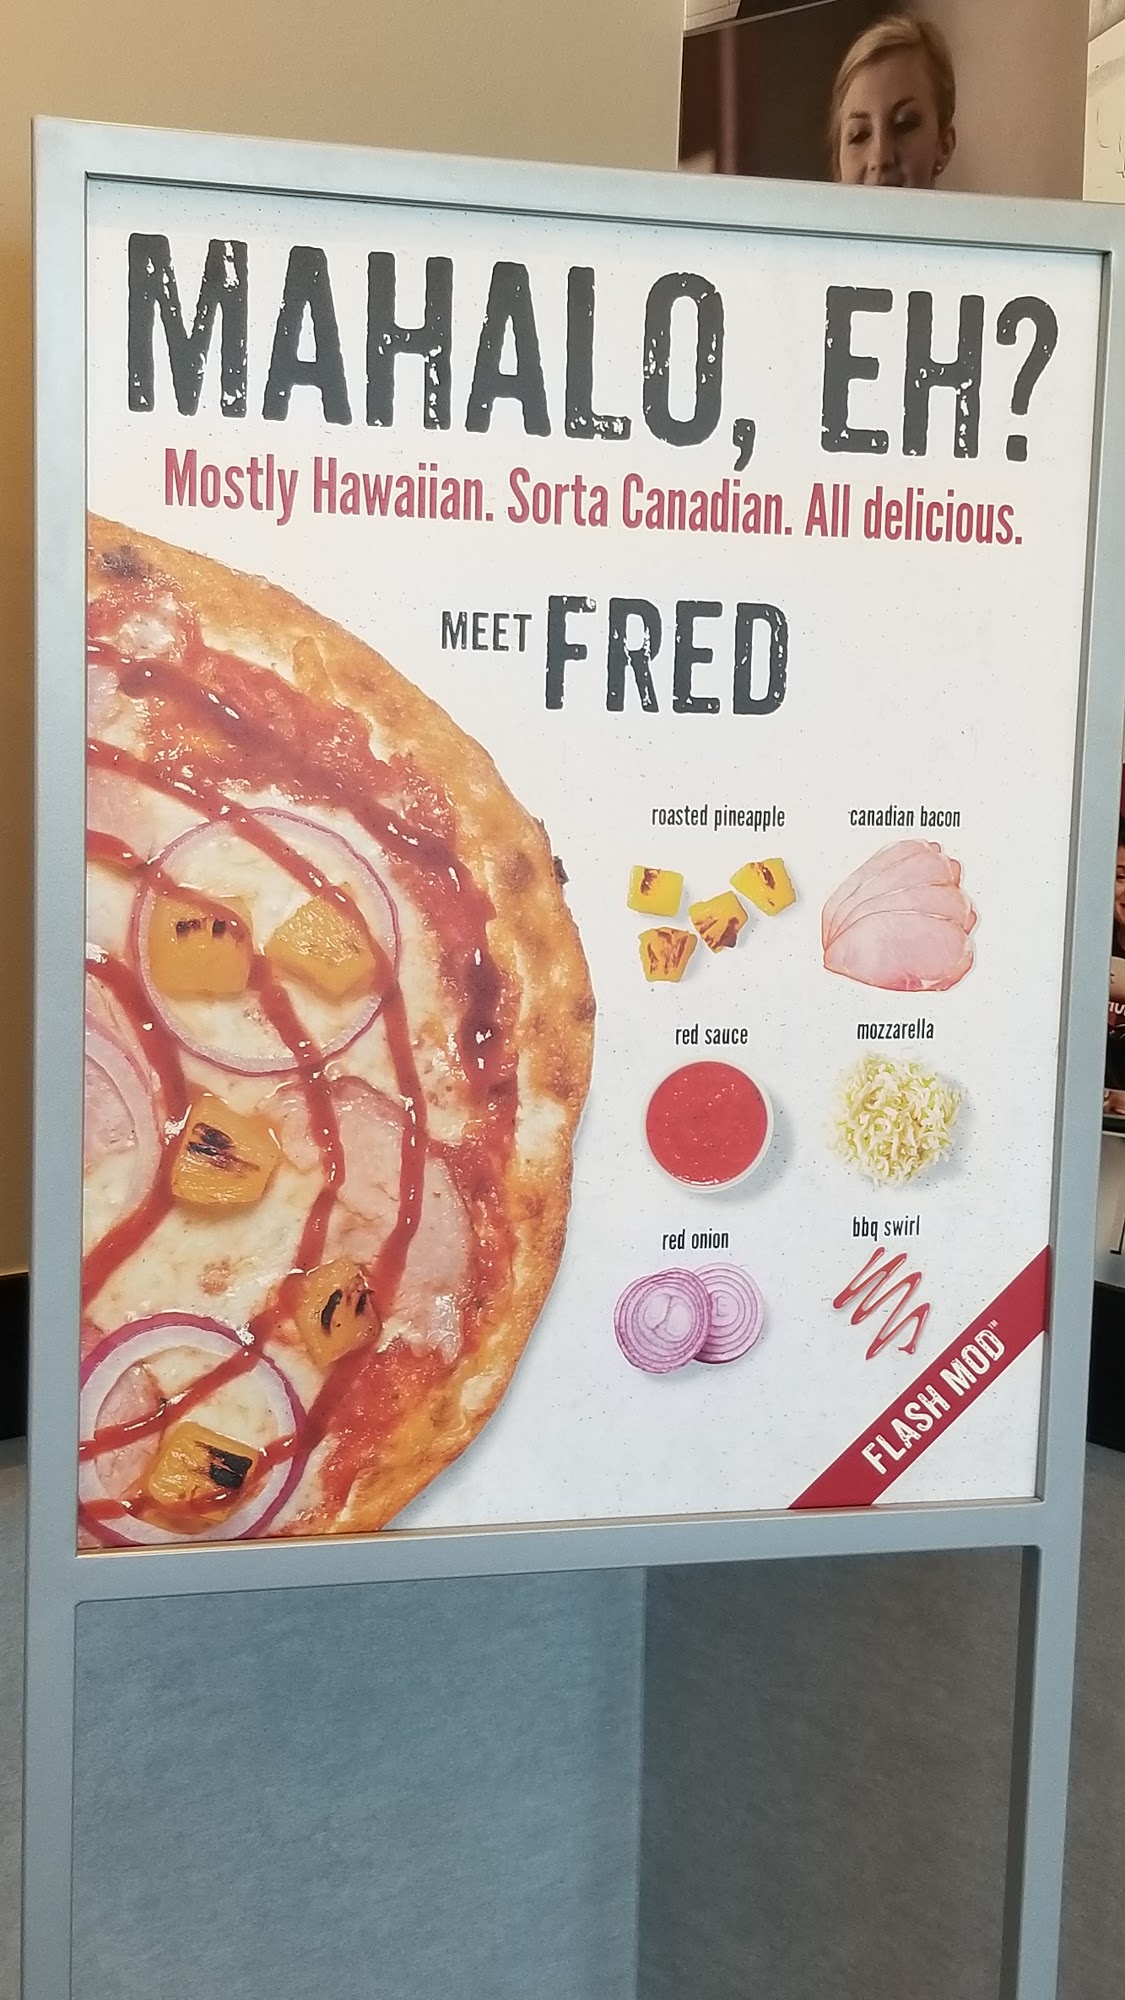 MAHALO, EH?
Mostly Hawaiian. Sorta Canadian. All delicious.
MEET FRED
roasted pineapple
canadian bacon
red sauce
mozzarella
red onion
bbq swirl
FLASH MOD™